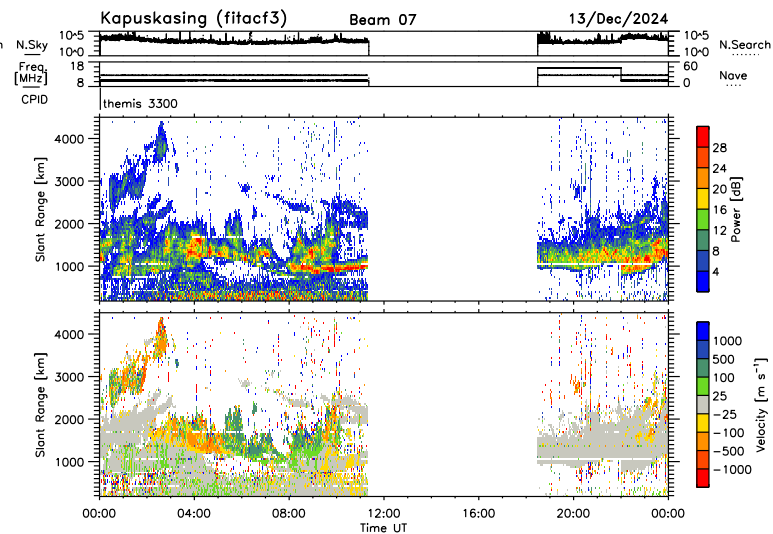 Kapuskasing (fitacf3) Beam 07 13/Dec/2024
n N.Sky 10^5 10^0 10^5 10^0 N.Search
Freq. [MHz] 18 8 60 0 Nave
CPID themis 3300
Slant Range [km] 4000 3000 2000 1000
Power [dB] 28 24 20 16 12 8 4
Slant Range [km] 4000 3000 2000 1000
Velocity [m s⁻¹] 1000 500 100 25 -25 -100 -500 -1000
00:00 04:00 08:00 12:00 16:00 20:00 00:00
Time UT